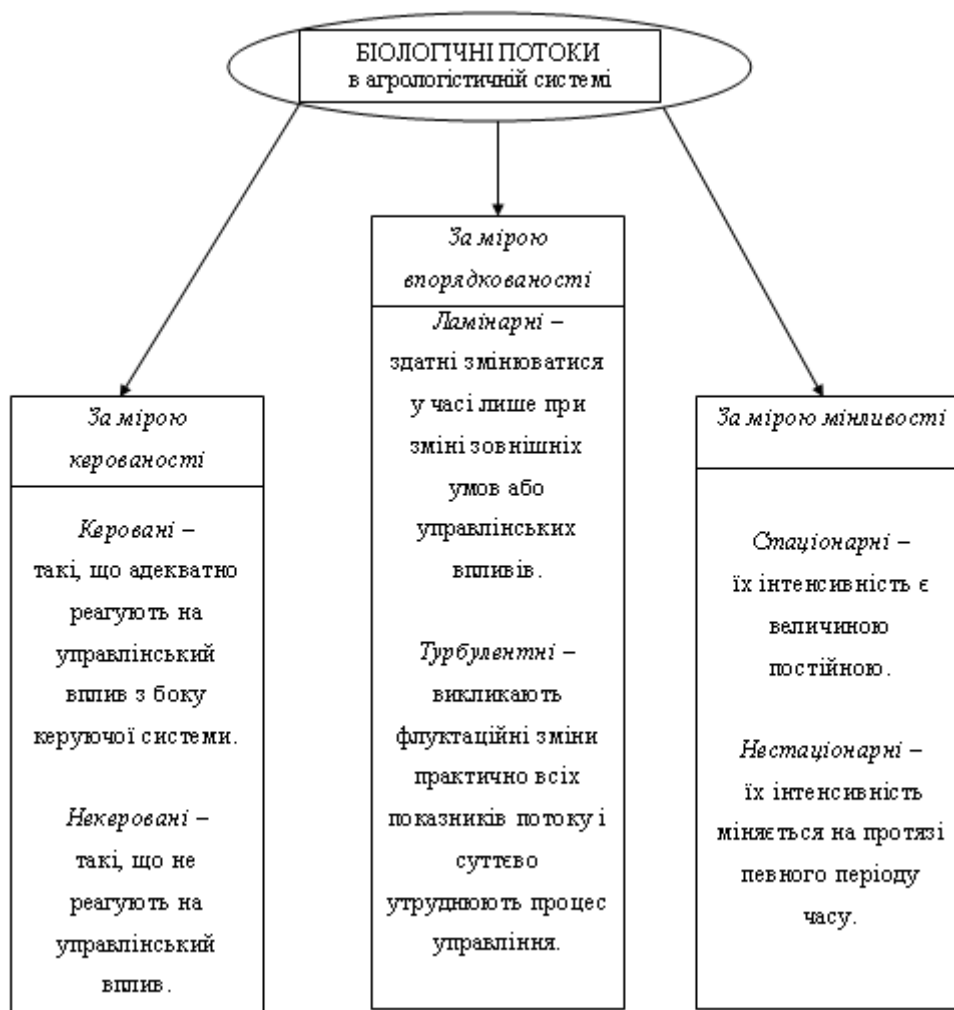 БІОЛОГІЧНІ ПОТОКИ
в агрологістичній системі
За мірою
керованості
Керовані –
такі, що адекватно
реагують на
управлінський
вплив з боку
керуючої системи.
Некеровані –
такі, що не
реагують на
управлінський
вплив.
За мірою
впорядкованості
Ламінарні –
здатні змінюватися
у часі лише при
зміні зовнішніх
умов або
управлінських
впливів.
Турбулентні –
викликають
флуктаційні зміни
практично всіх
показників потоку і
суттєво
утруднюють процес
управління.
За мірою мінливості
Стаціонарні –
їх інтенсивність є
величиною
постійною.
Нестаціонарні –
їх інтенсивність
міняється на протязі
певного періоду
часу.